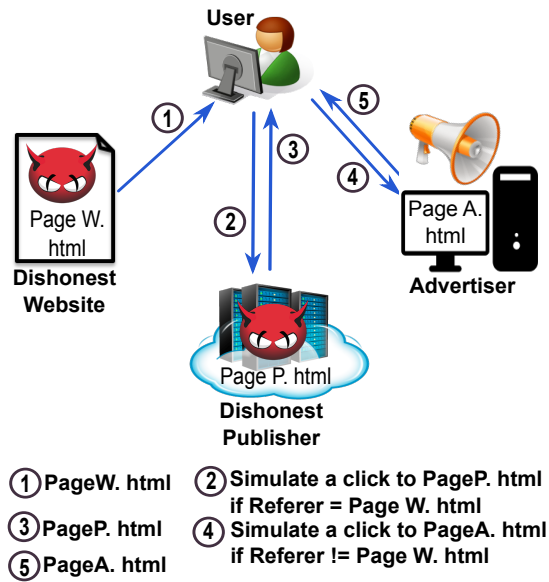 User
1
5
3
4
2
Page W.
html
Dishonest
Website
Page A.
html
Advertiser
Page P. html
Dishonest
Publisher
1 PageW. html
2 Simulate a click to PageP. html
if Referer = Page W. html
3 PageP. html
4 Simulate a click to PageA. html
if Referer != Page W. html
5 PageA. html